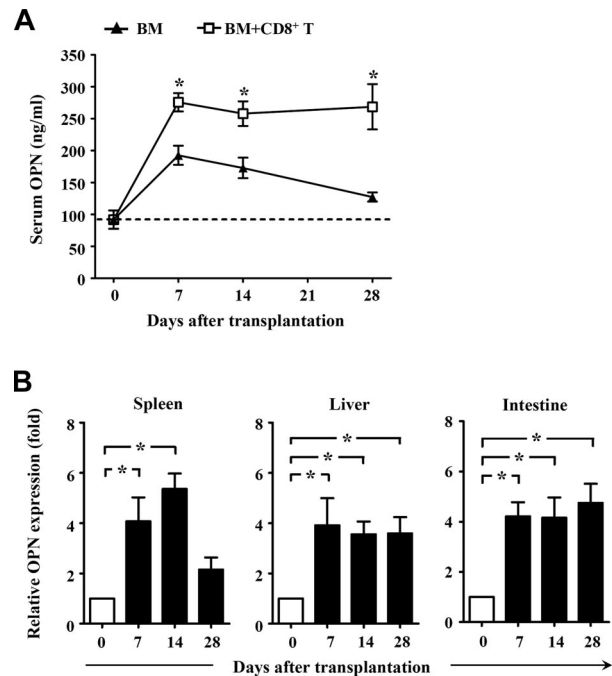 A
BM BM+CD8⁺ T
Serum OPN (ng/ml)
350
300
250
200
150
100
50
0
* * *
0 7 14 21 28
Days after transplantation
B
Relative OPN expression (fold)
Spleen
8
6
4
2
0
*
*
0 7 14 28
Liver
8
6
4
2
0
*
*
*
0 7 14 28
Intestine
8
6
4
2
0
*
*
*
0 7 14 28
Days after transplantation